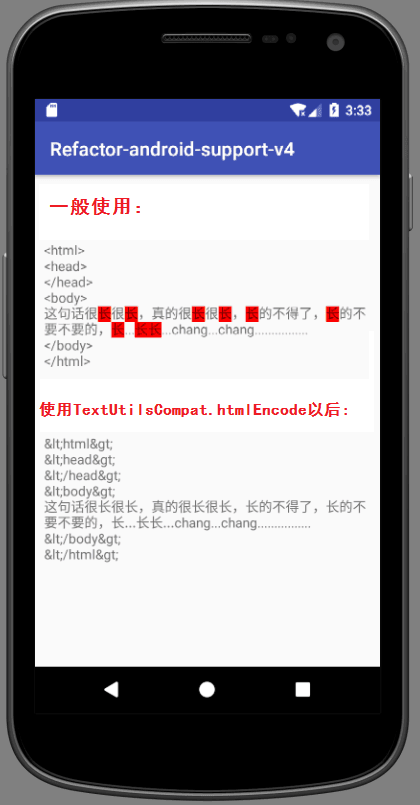 3:33
Refactor-android-support-v4
一般使用：
<html>
<head>
</head>
<body>
这句话很长很长，真的很长很长，长的不得了，长的不
要不要的，长...长长...chang...chang................
</body>
</html>
使用TextUtilsCompat.htmlEncode以后：
&lt;html&gt;
&lt;head&gt;
&lt;/head&gt;
&lt;body&gt;
这句话很长很长，真的很长很长，长的不得了，长的不
要不要的，长...长长...chang...chang................
&lt;/body&gt;
&lt;/html&gt;